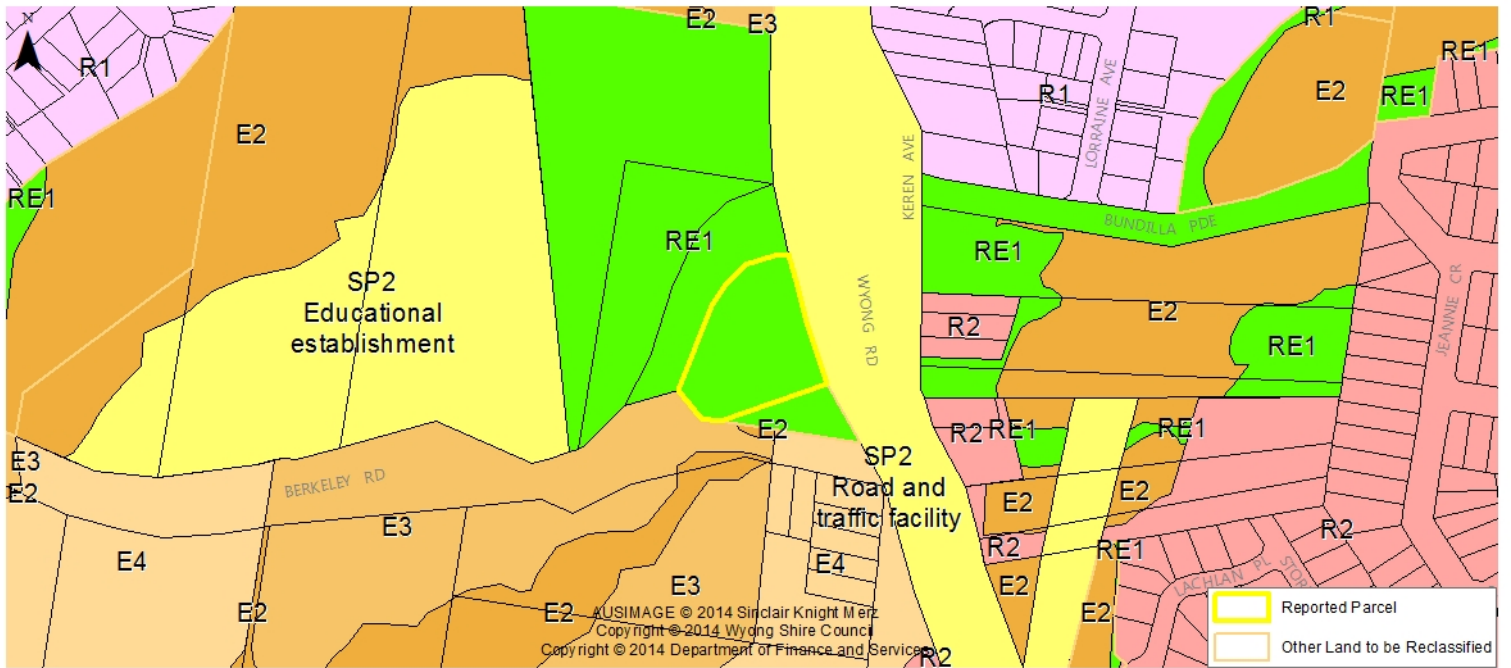 N
E2
E3
R1
R1
RE1
R1
E2
RE1
E2
LORRAINE AVE
KEREN AVE
RE1
BUNDILLA PDE
RE1
RE1
SP2
Educational
establishment
WYONG RD
E2
R2
RE1
JEANNIE CR
E2
R2
RE1
RE1
SP2
Road and
traffic facility
E3
E2
BERKELEY RD
E2
E2
E3
R2
R2
RE1
E4
E4
E3
LACHLAN PL
STOR
E2
E2
E2
E2
AUSIMAGE © 2014 Sinclair Knight Merz
Copyright © 2014 Wyong Shire Council
Copyright © 2014 Department of Finance and Services
R2
Reported Parcel
Other Land to be Reclassified